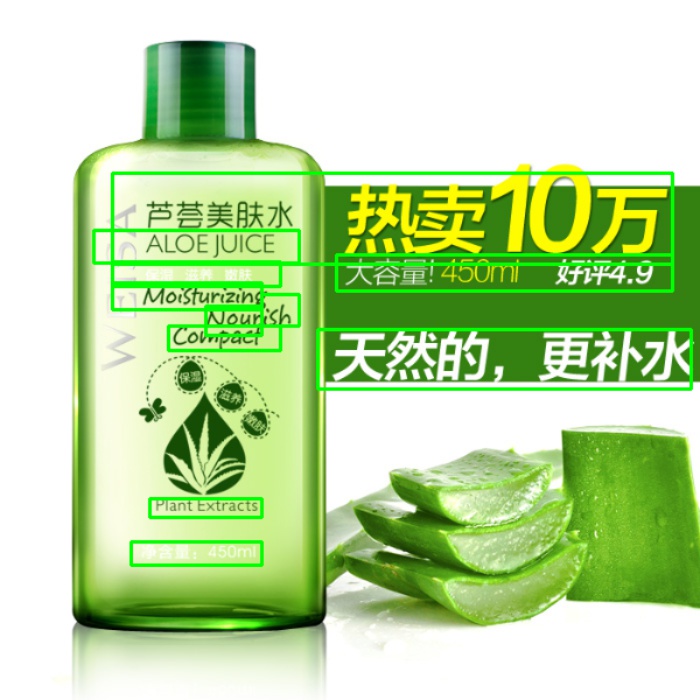 芦荟美肤水
ALOE JUICE
保湿 滋养 嫩肤
Moisturizing
Nourish
Compact
保湿
滋养
嫩肤
Plant Extracts
净含量：450ml
WEISA
热卖10万
大容量! 450ml 好评4.9
天然的，更补水